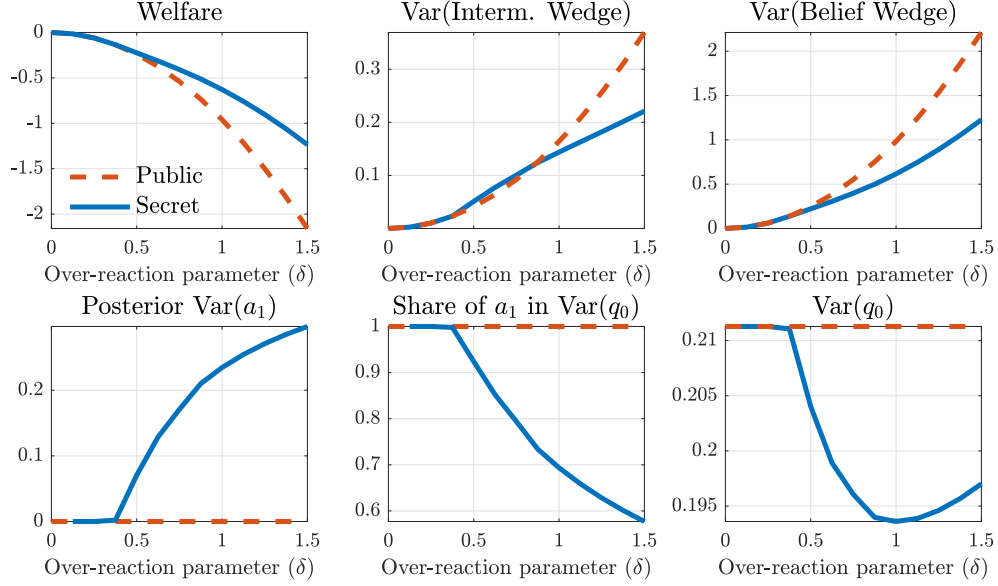 Welfare
Var(Interm. Wedge)
Var(Belief Wedge)
0
-0.5
-1
-1.5
-2
Public
Secret
0 0.5 1 1.5
Over-reaction parameter (δ)
0.3
0.2
0.1
0 0.5 1 1.5
Over-reaction parameter (δ)
2
1.5
1
0.5
0
0 0.5 1 1.5
Over-reaction parameter (δ)
Posterior Var(a₁)
Share of a₁ in Var(q₀)
Var(q₀)
0.2
0.1
0
0 0.5 1 1.5
Over-reaction parameter (δ)
1
0.9
0.8
0.7
0.6
0 0.5 1 1.5
Over-reaction parameter (δ)
0.21
0.205
0.2
0.195
0 0.5 1 1.5
Over-reaction parameter (δ)